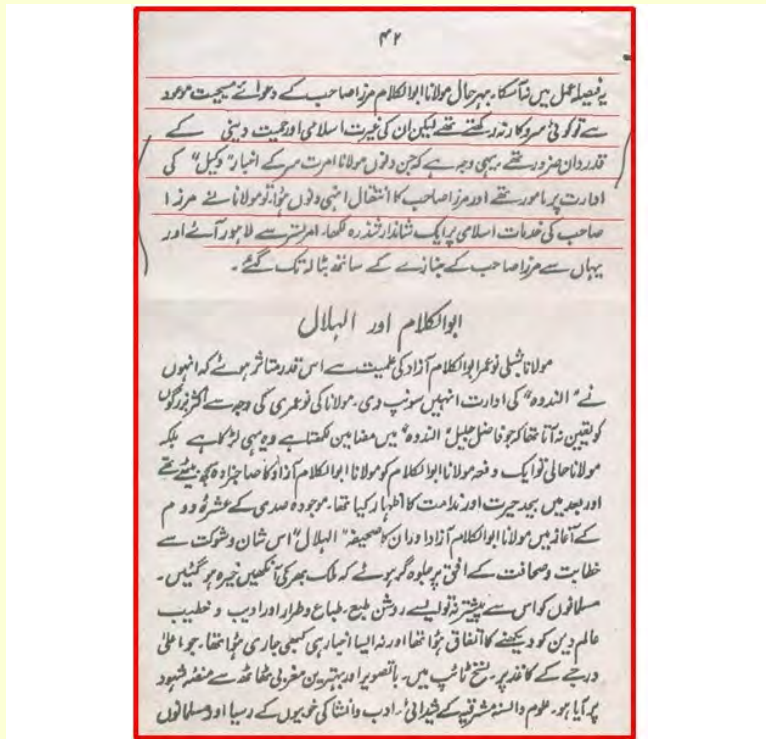 ۴۲
یہ فیصلہ عمل میں نہ آسکا۔ بہرحال مولانا ابوالکلام مرزا صاحب کے دعوائے مسیحیت موعود
سے تو کوئی سروکار نہ رکھتے تھے لیکن ان کی غیرت اسلامی اور حمیت دینی کے
قدردان ضرور تھے یہی وجہ ہے کہ جن دنوں مولانا امرت سر کے اخبار "وکیل" کی
ادارت پر مامور تھے اور مرزا صاحب کا انتقال انہی دنوں ہؤا تو مولانا نے مرزا
صاحب کی خدمات اسلامی پر ایک شاندار شذرہ لکھا۔ امرتسر سے لاہور آئے اور
یہاں سے مرزا صاحب کے جنازے کے ساتھ بٹالہ تک گئے۔
ابوالکلام اور الہلال
مولانا شبلی نوعمر ابوالکلام آزاد کی علمیت سے اس قدر متاثر ہوئے کہ انہوں
نے "الندوہ" کی ادارت انہیں سونپ دی۔ مولانا کی نوعمری کی وجہ سے اکثر بزرگوں
کو یقین نہ آتا تھا کہ جو فاضل جلیل "الندوہ" میں مضامین لکھتا ہے وہ یہی لڑکا ہے بلکہ
مولانا حالی تو ایک دفعہ مولانا ابوالکلام کو مولانا ابوالکلام آزاد کا صاحبزادہ سمجھ بیٹھے تھے
اور بعد میں بیحد حیرت اور ندامت کا اظہار کیا تھا۔ موجودہ صدی کے عشرۂ دوم
کے آغاز میں مولانا ابوالکلام آزاد اور ان کا صحیفہ "الہلال" اس شان و شوکت سے
خطابت و صحافت کے افق پر جلوہ گر ہوئے کہ ملک بھر کی آنکھیں خیرہ ہو گئیں۔
مسلمانوں کو اس سے پیشتر نہ تو ایسے روشن طبع۔ طباع و طرار اور ادیب و خطیب
عالم دین کو دیکھنے کا اتفاق ہؤا تھا اور نہ ایسا اخبار ہی کبھی جاری ہؤا تھا۔ جو اعلیٰ
درجے کے کاغذ پر۔ نسخ ٹائپ میں۔ باتصویر اور بہترین مغربی ٹھاٹھ سے منصۂ شہود
پر آیا ہو۔ علوم و السنہ مشرقیہ کے شیدائی۔ ادب و انشا کی خوبیوں کے رسیا اور مسلمانوں